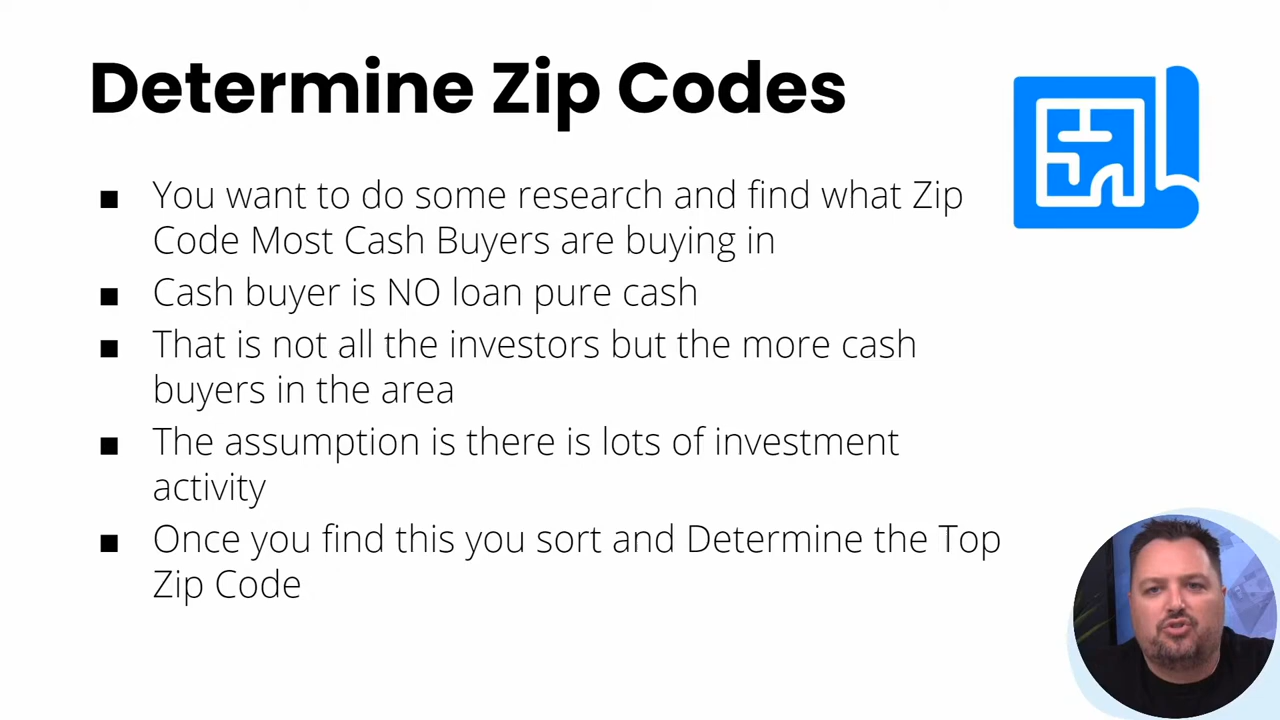 Determine Zip Codes
■ You want to do some research and find what Zip
Code Most Cash Buyers are buying in
■ Cash buyer is NO loan pure cash
■ That is not all the investors but the more cash
buyers in the area
■ The assumption is there is lots of investment
activity
■ Once you find this you sort and Determine the Top
Zip Code